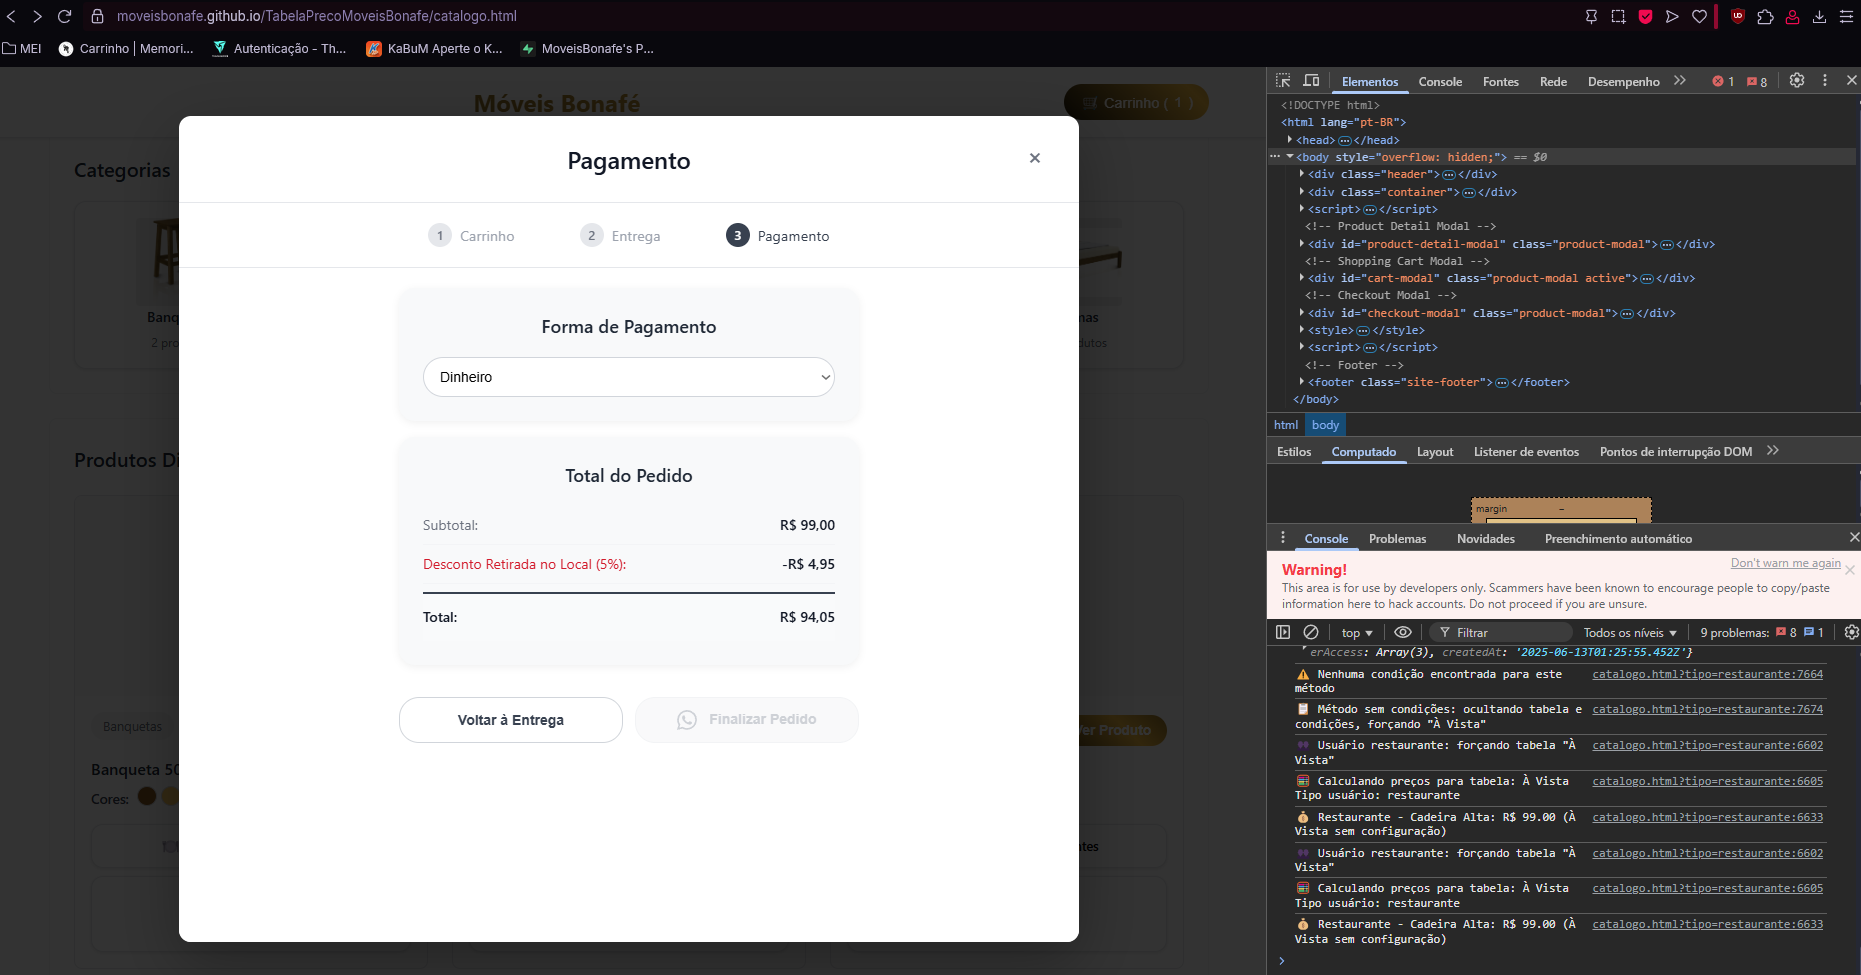 moveisbonafe.github.io/TabelaPrecoMoveisBonafe/catalogo.html
MEI
Carrinho | Memori...
Autenticação - Th...
KaBuM Aperte o K...
MoveisBonafe's P...
Móveis Bonafé
Carrinho ( 1 )
Categorias
Banq
2 pro
nas
dutos
Produtos Di
Banquetas
Banqueta 50
Cores:
Ver Produto
ntes
Pagamento
×
1 Carrinho
2 Entrega
3 Pagamento
Forma de Pagamento
Dinheiro
Total do Pedido
Subtotal: R$ 99,00
Desconto Retirada no Local (5%): -R$ 4,95
Total: R$ 94,05
Voltar à Entrega
Finalizar Pedido
Elementos Console Fontes Rede Desempenho >> 1 8
<!DOCTYPE html>
<html lang="pt-BR">
<head> </head>
<body style="overflow: hidden;"> == $0
<div class="header"> </div>
<div class="container"> </div>
<script> </script>
<!-- Product Detail Modal -->
<div id="product-detail-modal" class="product-modal"> </div>
<!-- Shopping Cart Modal -->
<div id="cart-modal" class="product-modal active"> </div>
<!-- Checkout Modal -->
<div id="checkout-modal" class="product-modal"> </div>
<style> </style>
<script> </script>
<!-- Footer -->
<footer class="site-footer"> </footer>
</body>
html body
Estilos Computado Layout Listener de eventos Pontos de interrupção DOM >>
margin –
Console Problemas Novidades Preenchimento automático
Warning!
Don't warn me again
This area is for use by developers only. Scammers have been known to encourage people to copy/paste
information here to hack accounts. Do not proceed if you are unsure.
top Filtrar Todos os níveis 9 problemas: 8 1
erAccess: Array(3), createdAt: '2025-06-13T01:25:55.452Z'}
Nenhuma condição encontrada para este catalogo.html?tipo=restaurante:7664
método
Método sem condições: ocultando tabela e catalogo.html?tipo=restaurante:7674
condições, forçando "À Vista"
Usuário restaurante: forçando tabela "À catalogo.html?tipo=restaurante:6602
Vista"
Calculando preços para tabela: À Vista catalogo.html?tipo=restaurante:6605
Tipo usuário: restaurante
Restaurante - Cadeira Alta: R$ 99.00 (À catalogo.html?tipo=restaurante:6633
Vista sem configuração)
Usuário restaurante: forçando tabela "À catalogo.html?tipo=restaurante:6602
Vista"
Calculando preços para tabela: À Vista catalogo.html?tipo=restaurante:6605
Tipo usuário: restaurante
Restaurante - Cadeira Alta: R$ 99.00 (À catalogo.html?tipo=restaurante:6633
Vista sem configuração)